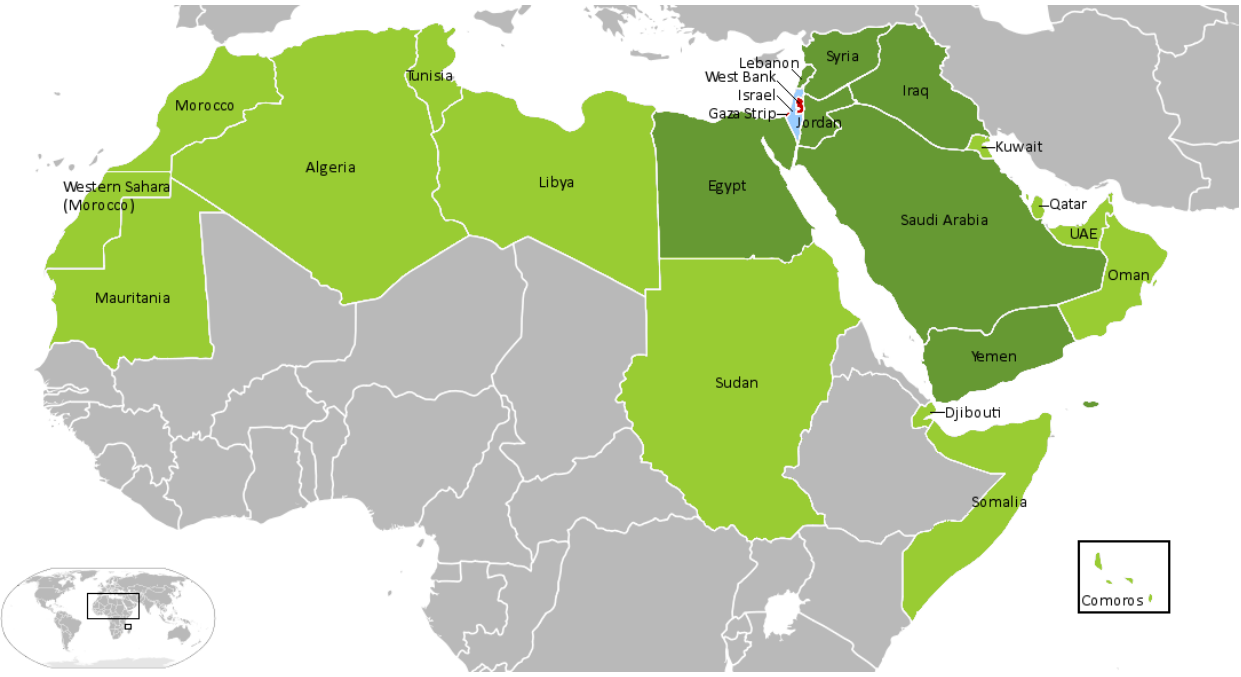 Syria
Lebanon
West Bank
Israel
Gaza Strip
Jordan
Iraq
Tunisia
Morocco
Kuwait
Algeria
Libya
Egypt
Western Sahara
(Morocco)
Qatar
Saudi Arabia
UAE
Oman
Mauritania
Yemen
Sudan
Djibouti
Somalia
Comoros